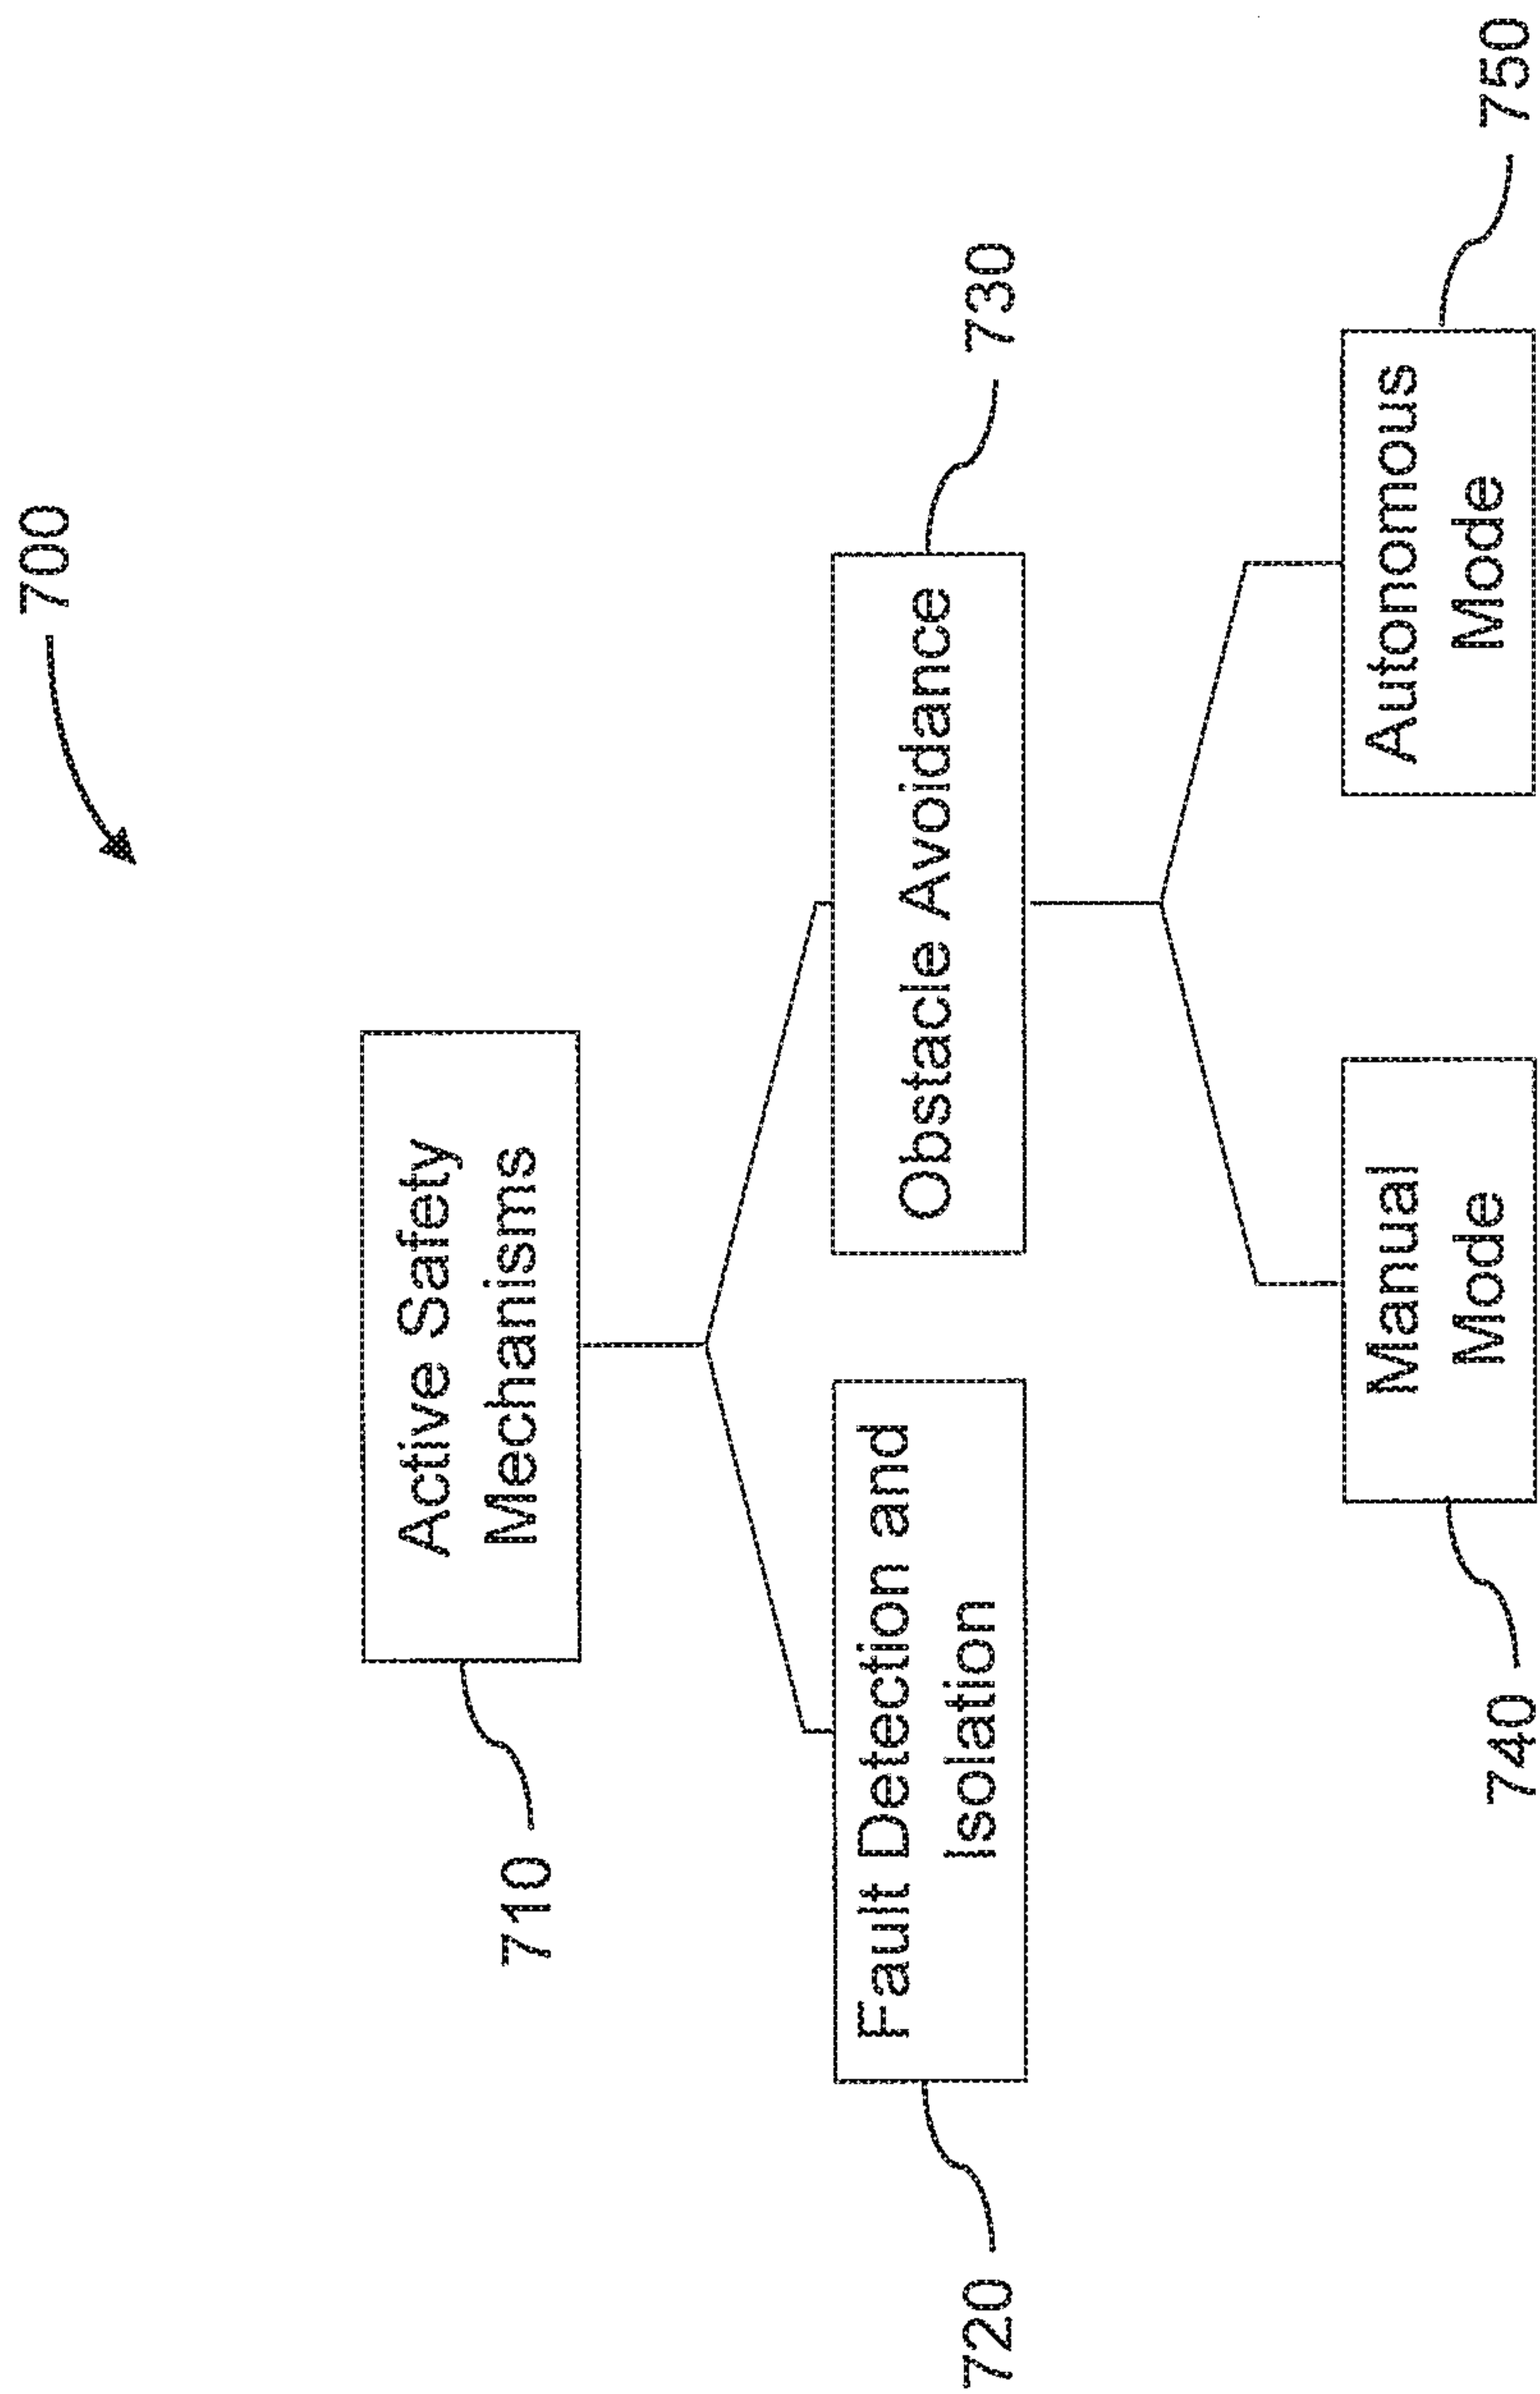 700
Active Safety
Mechanisms
710
Fault Detection and
Isolation
720
Obstacle Avoidance
730
Manual
Mode
740
Autonomous
Mode
750